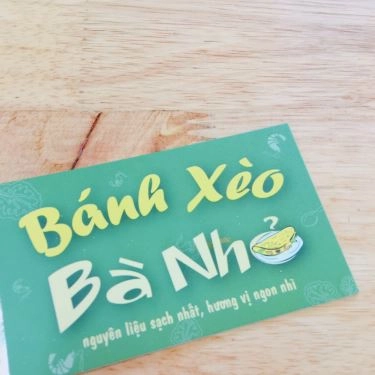 Bánh Xèo
Bà Nhỏ
nguyên liệu sạch nhất, hương vị ngon nhì